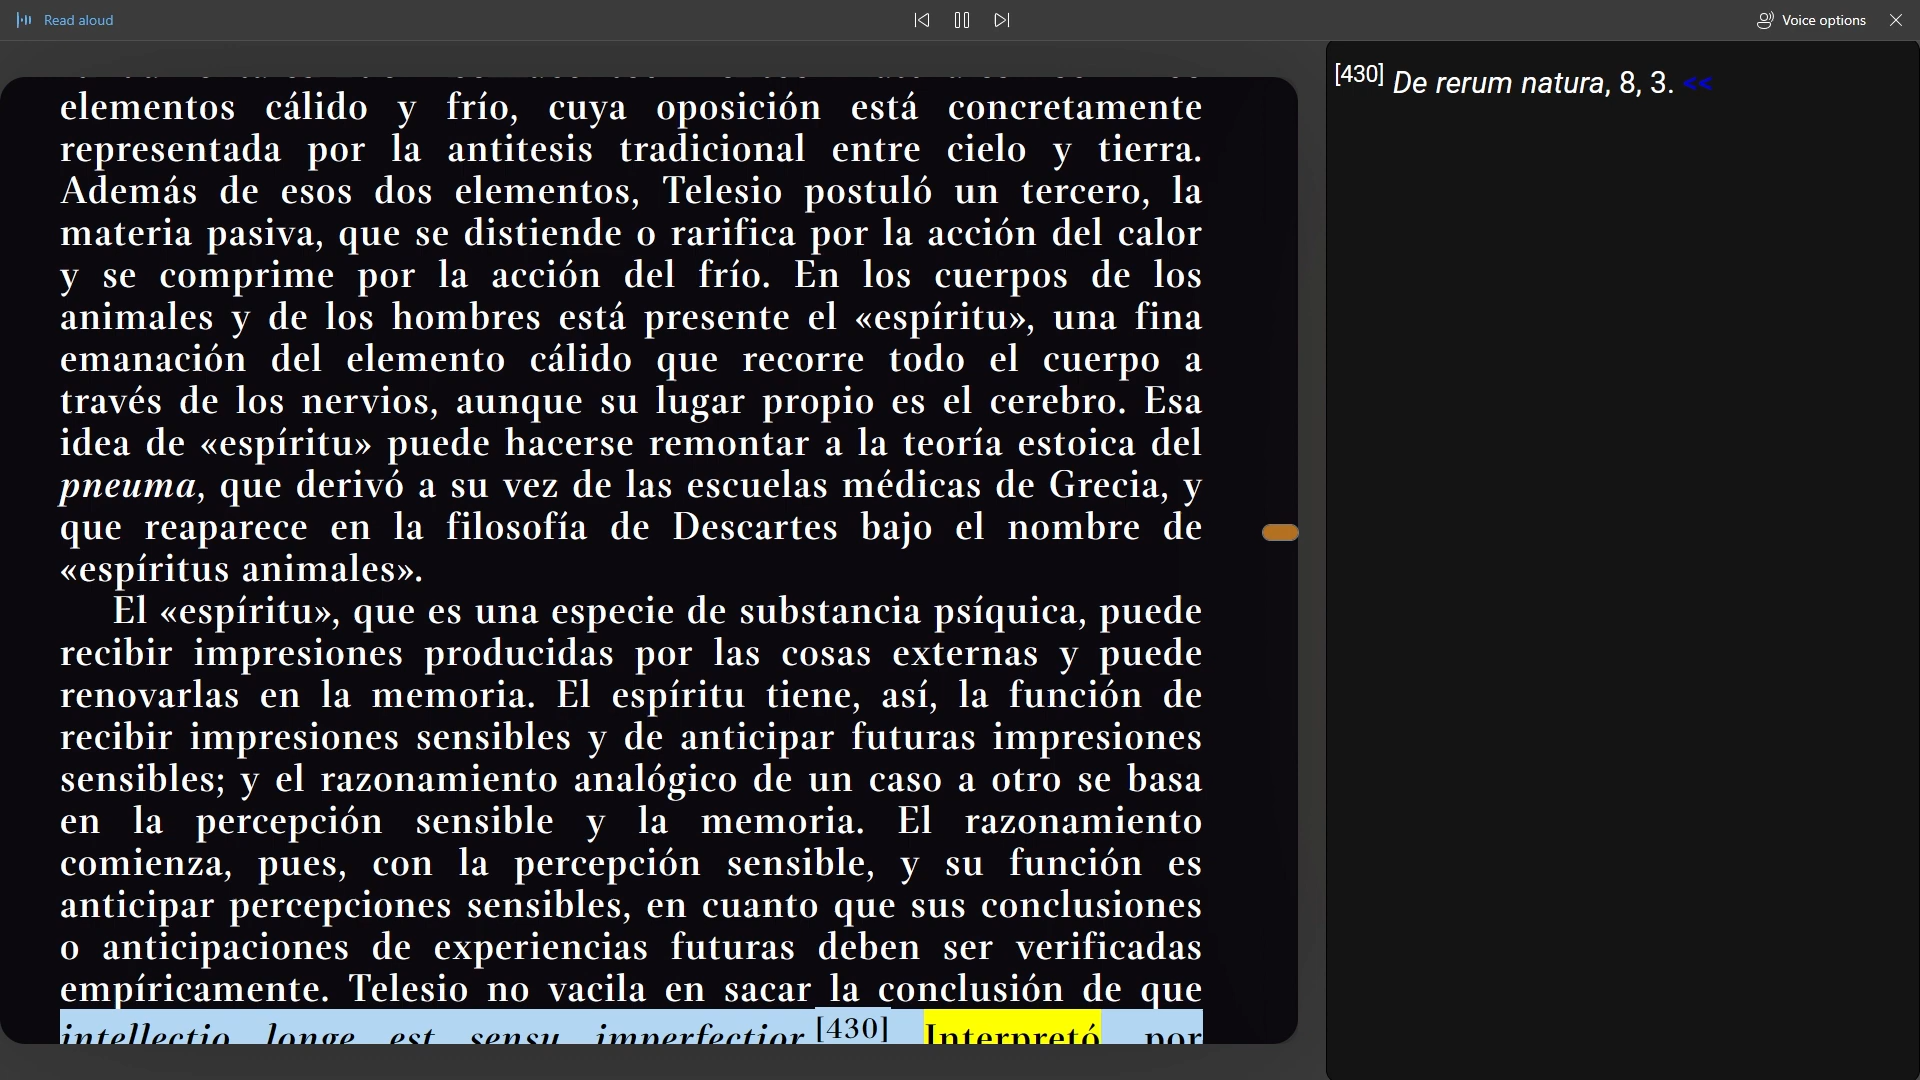 Read aloud
Voice options
elementos cálido y frío, cuya oposición está concretamente
representada por la antitesis tradicional entre cielo y tierra.
Además de esos dos elementos, Telesio postuló un tercero, la
materia pasiva, que se distiende o rarifica por la acción del calor
y se comprime por la acción del frío. En los cuerpos de los
animales y de los hombres está presente el «espíritu», una fina
emanación del elemento cálido que recorre todo el cuerpo a
través de los nervios, aunque su lugar propio es el cerebro. Esa
idea de «espíritu» puede hacerse remontar a la teoría estoica del
pneuma, que derivó a su vez de las escuelas médicas de Grecia, y
que reaparece en la filosofía de Descartes bajo el nombre de
«espíritus animales».
El «espíritu», que es una especie de substancia psíquica, puede
recibir impresiones producidas por las cosas externas y puede
renovarlas en la memoria. El espíritu tiene, así, la función de
recibir impresiones sensibles y de anticipar futuras impresiones
sensibles; y el razonamiento analógico de un caso a otro se basa
en la percepción sensible y la memoria. El razonamiento
comienza, pues, con la percepción sensible, y su función es
anticipar percepciones sensibles, en cuanto que sus conclusiones
o anticipaciones de experiencias futuras deben ser verificadas
empíricamente. Telesio no vacila en sacar la conclusión de que
intellectio longe est sensu imperfectior.[430] Interpretó por
[430] De rerum natura, 8, 3. <<